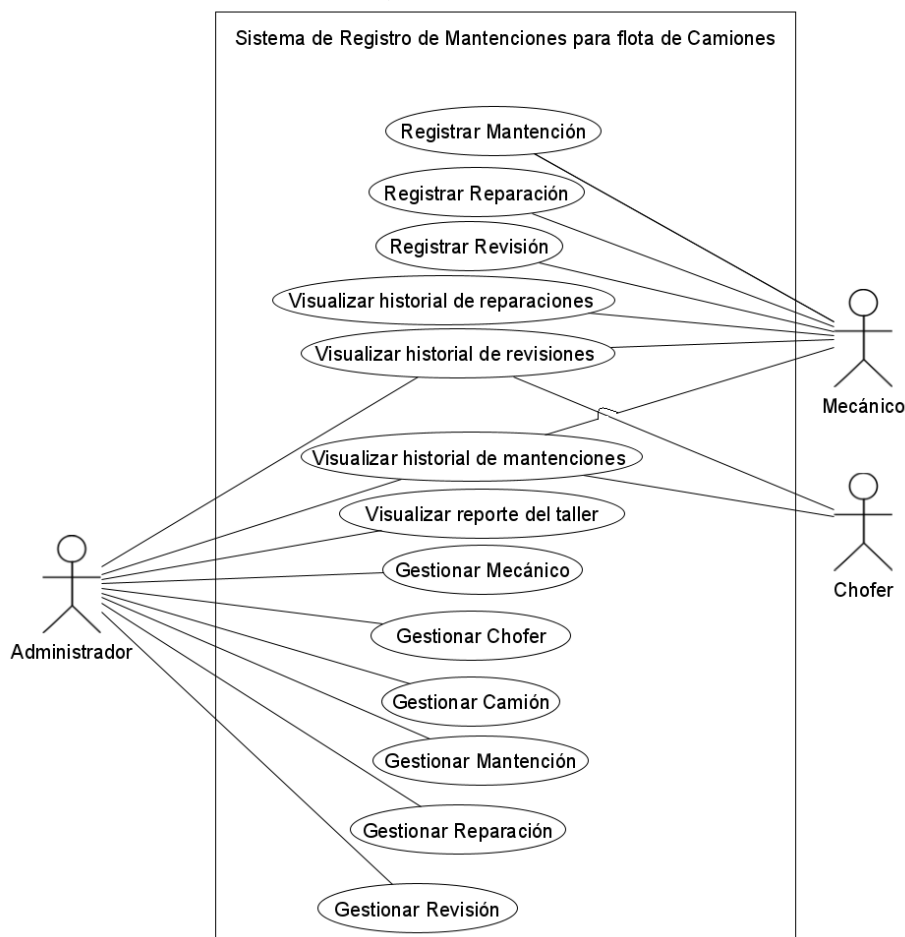 Sistema de Registro de Mantenciones para flota de Camiones
Registrar Mantención
Registrar Reparación
Registrar Revisión
Visualizar historial de reparaciones
Visualizar historial de revisiones
Mecánico
Visualizar historial de mantenciones
Visualizar reporte del taller
Gestionar Mecánico
Chofer
Gestionar Chofer
Administrador
Gestionar Camión
Gestionar Mantención
Gestionar Reparación
Gestionar Revisión